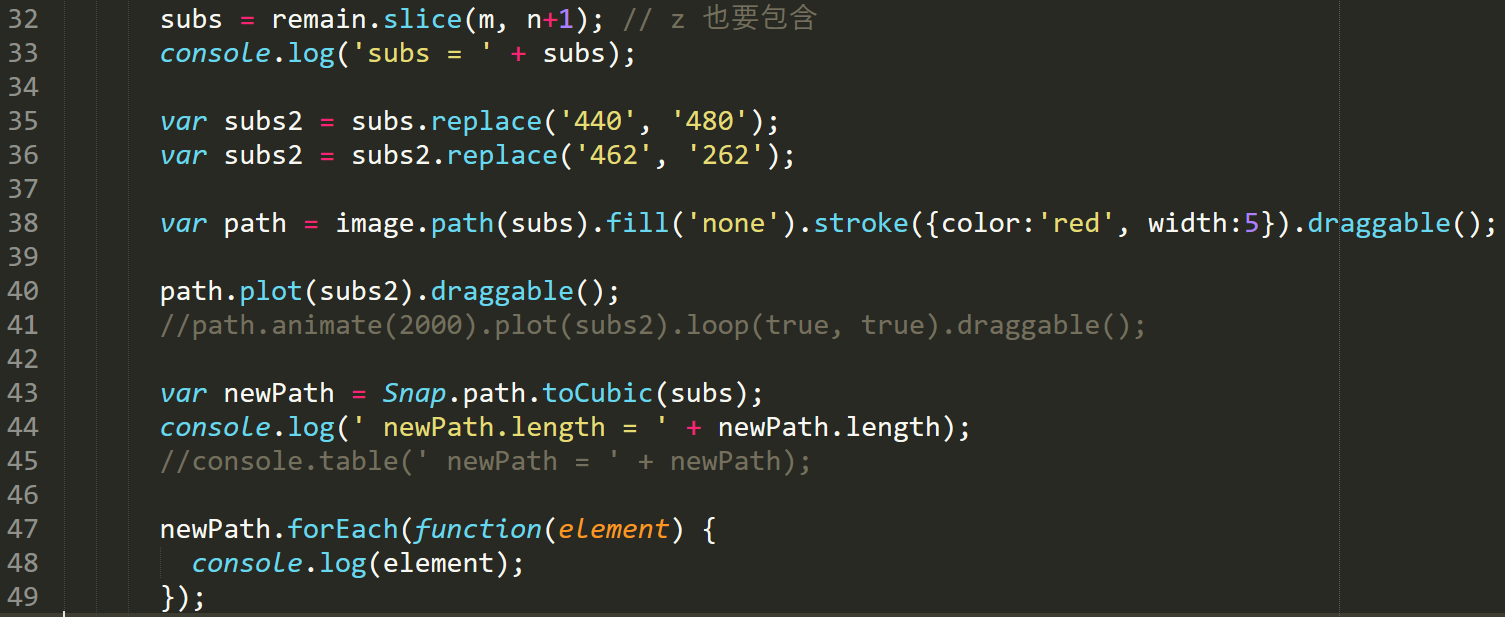 32 subs = remain.slice(m, n+1); // z 也要包含
33 console.log('subs = ' + subs);
34
35 var subs2 = subs.replace('440', '480');
36 var subs2 = subs2.replace('462', '262');
37
38 var path = image.path(subs).fill('none').stroke({color:'red', width:5}).draggable();
39
40 path.plot(subs2).draggable();
41 //path.animate(2000).plot(subs2).loop(true, true).draggable();
42
43 var newPath = Snap.path.toCubic(subs);
44 console.log(' newPath.length = ' + newPath.length);
45 //console.table(' newPath = ' + newPath);
46
47 newPath.forEach(function(element) {
48 console.log(element);
49 });